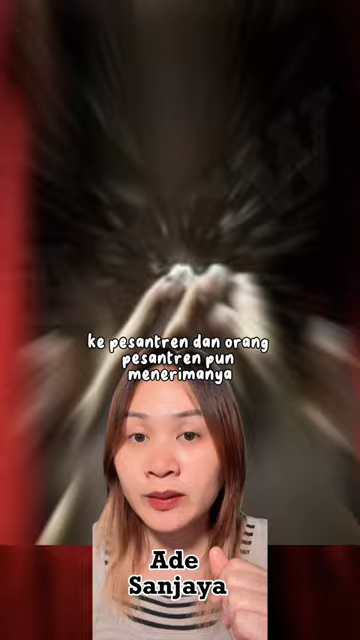 ke pesantren dan orang
pesantren pun
menerimanya
Ade
Sanjaya